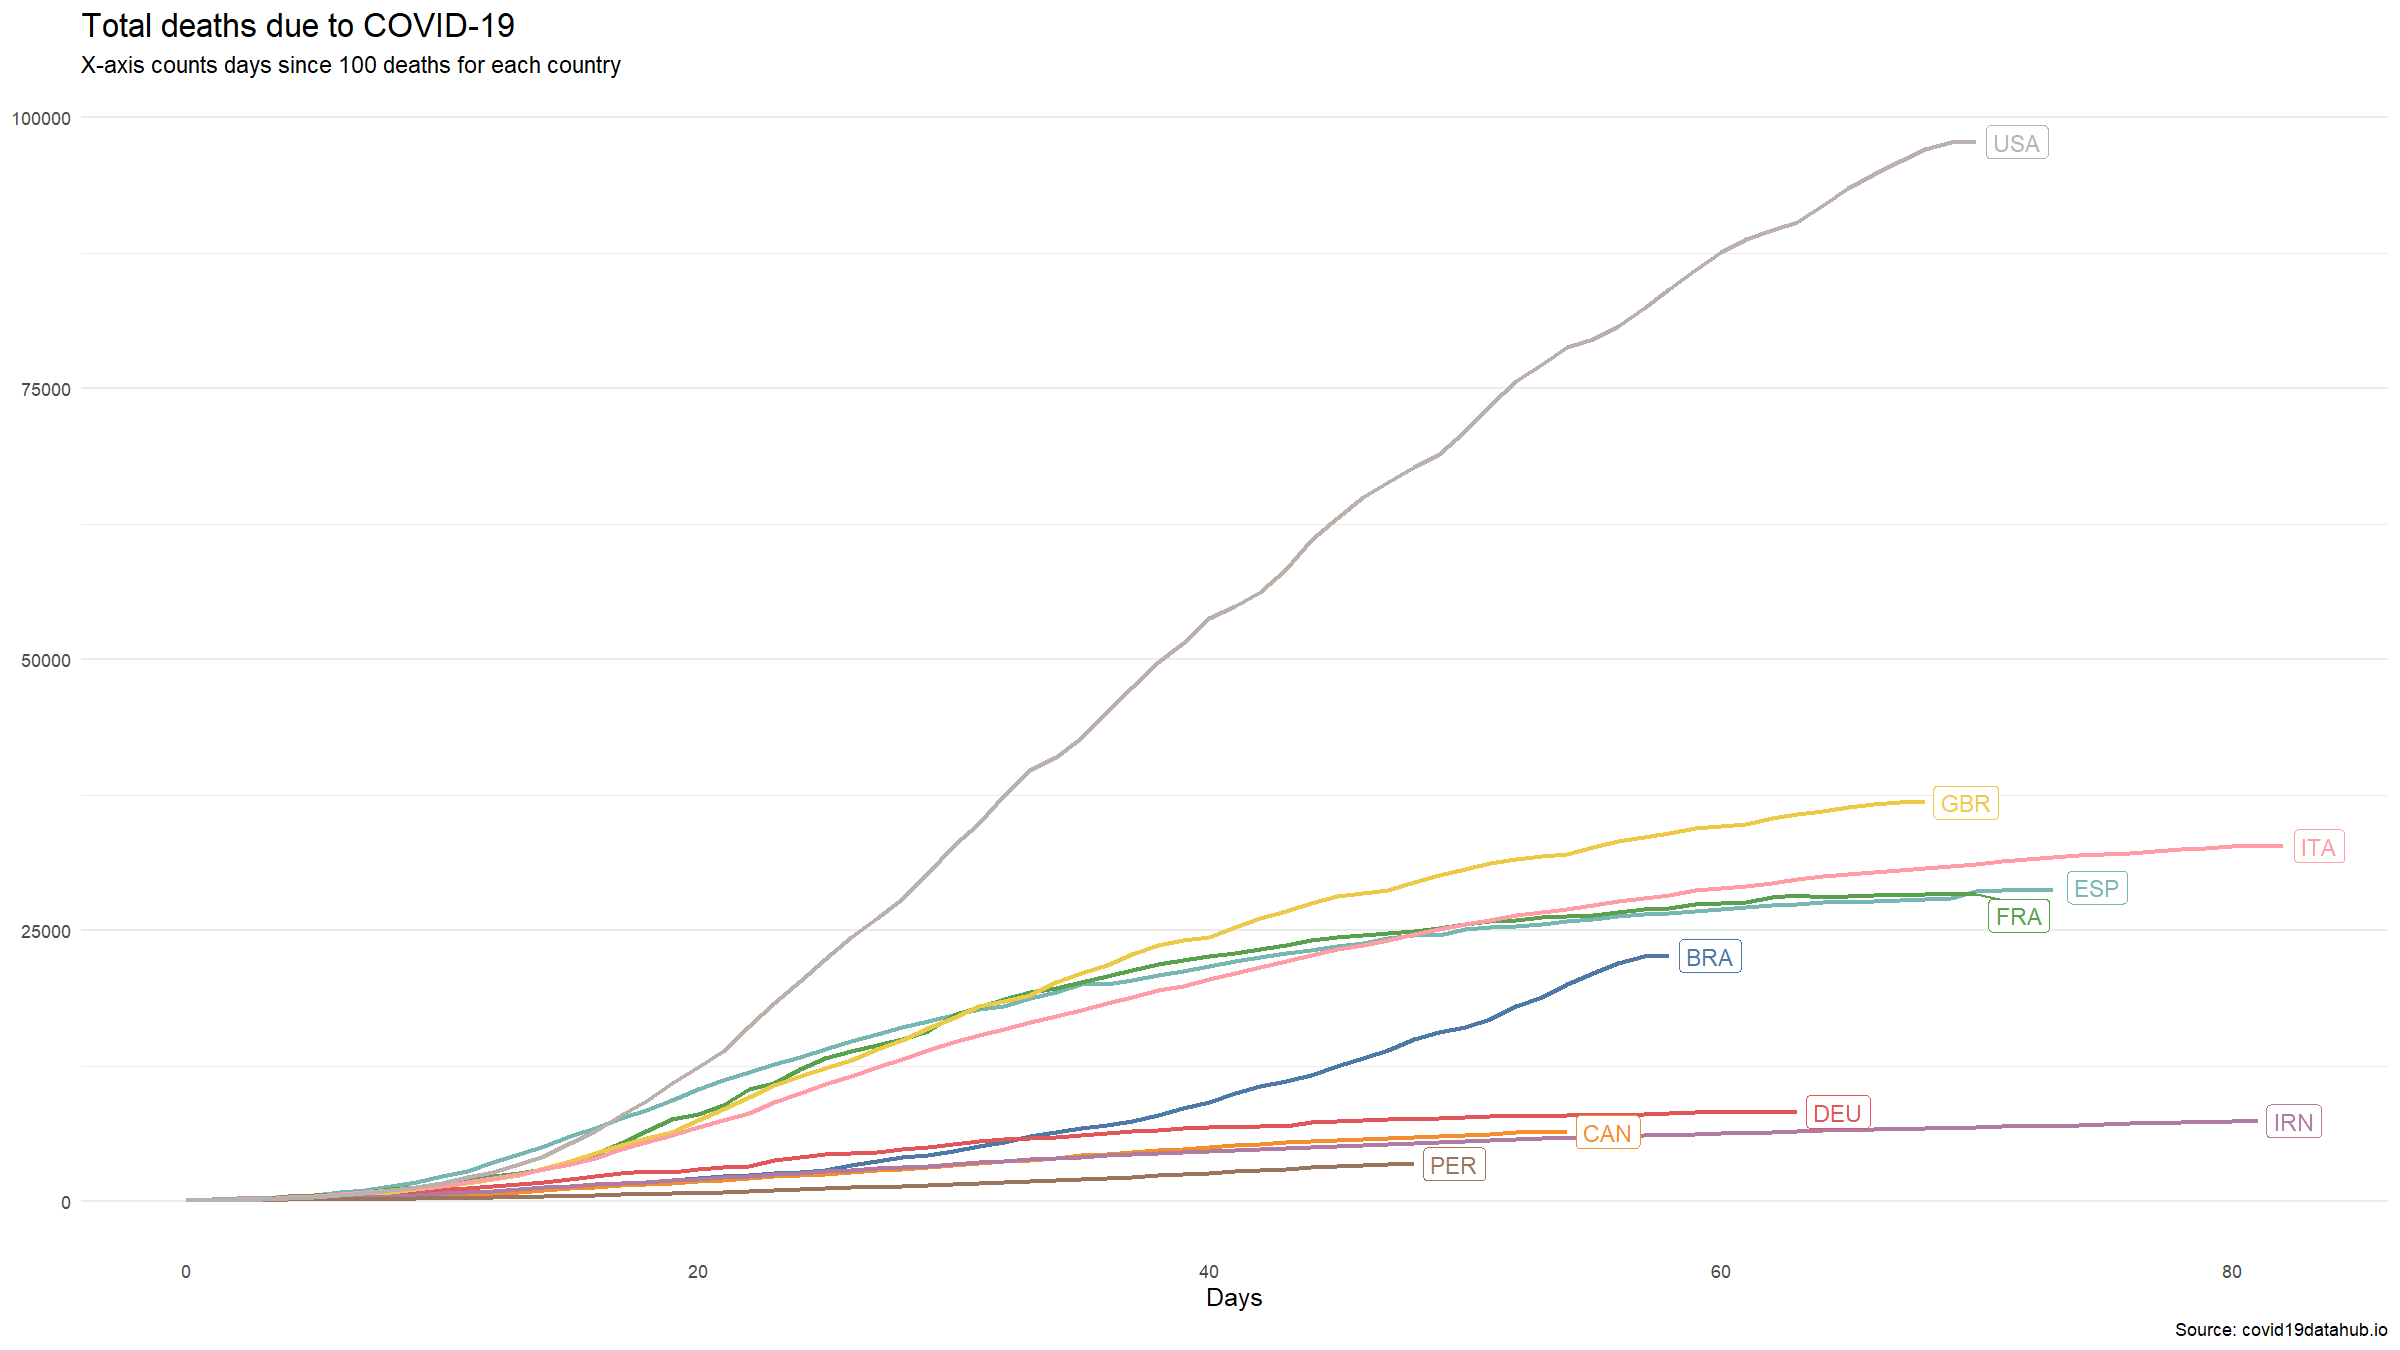 Total deaths due to COVID-19
X-axis counts days since 100 deaths for each country
100000
USA
75000
50000
GBR
ITA
ESP
FRA
25000
BRA
DEU
IRN
CAN
PER
0
0 20 40 60 80
Days
Source: covid19datahub.io